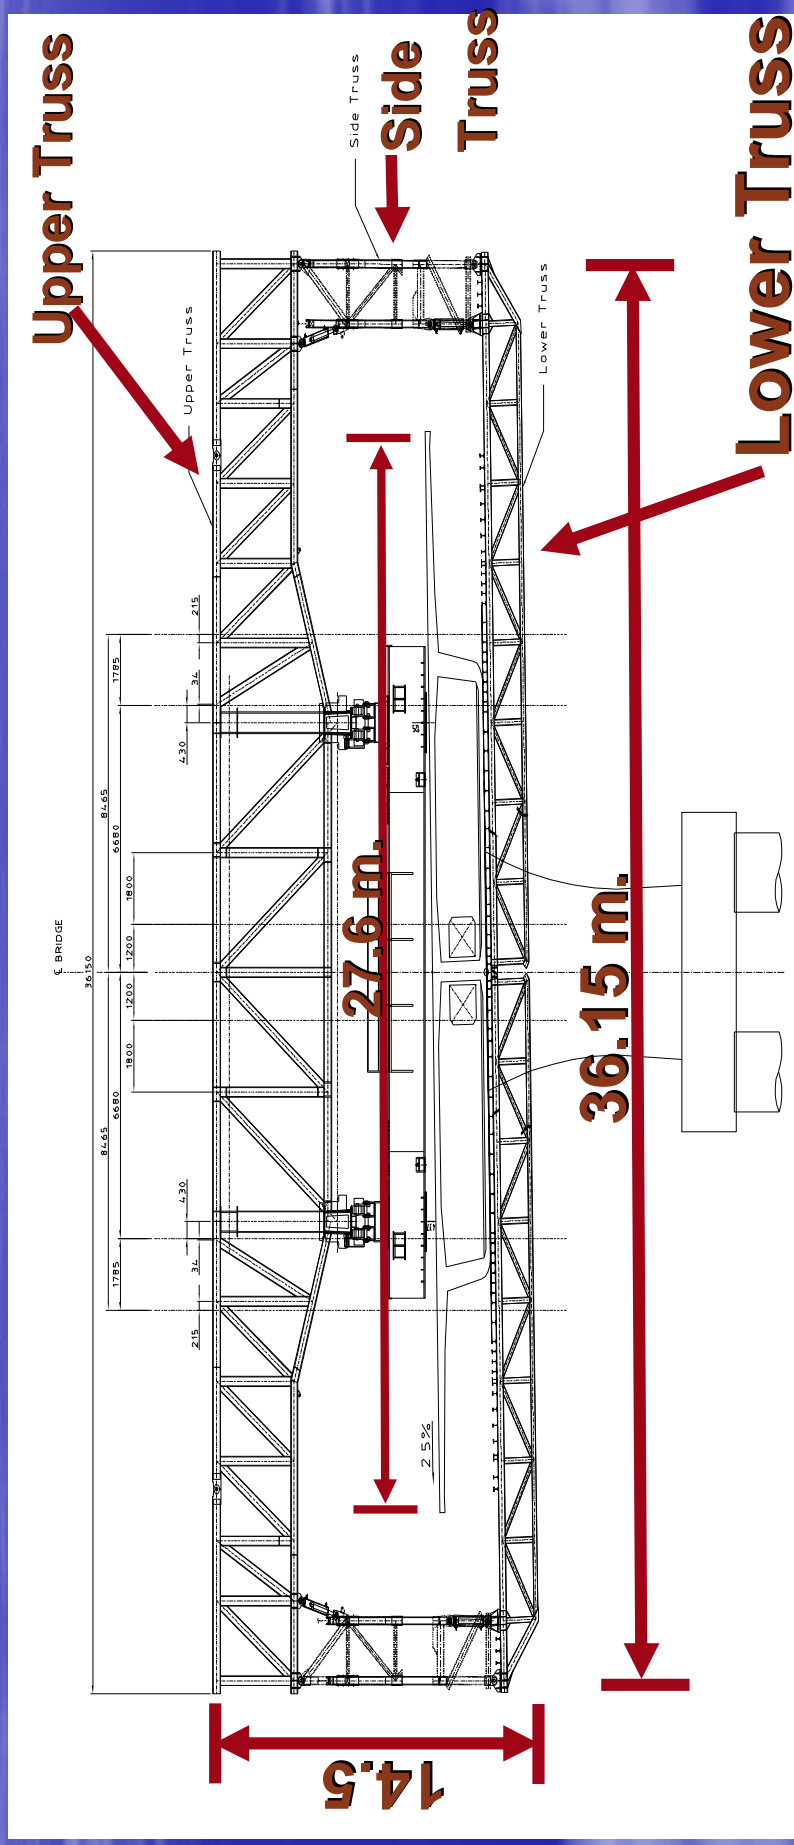 Upper Truss
℄ BRIDGE
36150
8465 8465
1785 6680 6680 1785
1800 1200 1200 1800
430 430
Upper Truss
215 34 34 215
Side Truss
27.6 m.
14.5
Side
Truss
2 5%
Lower Truss
36.15 m.
Lower Truss